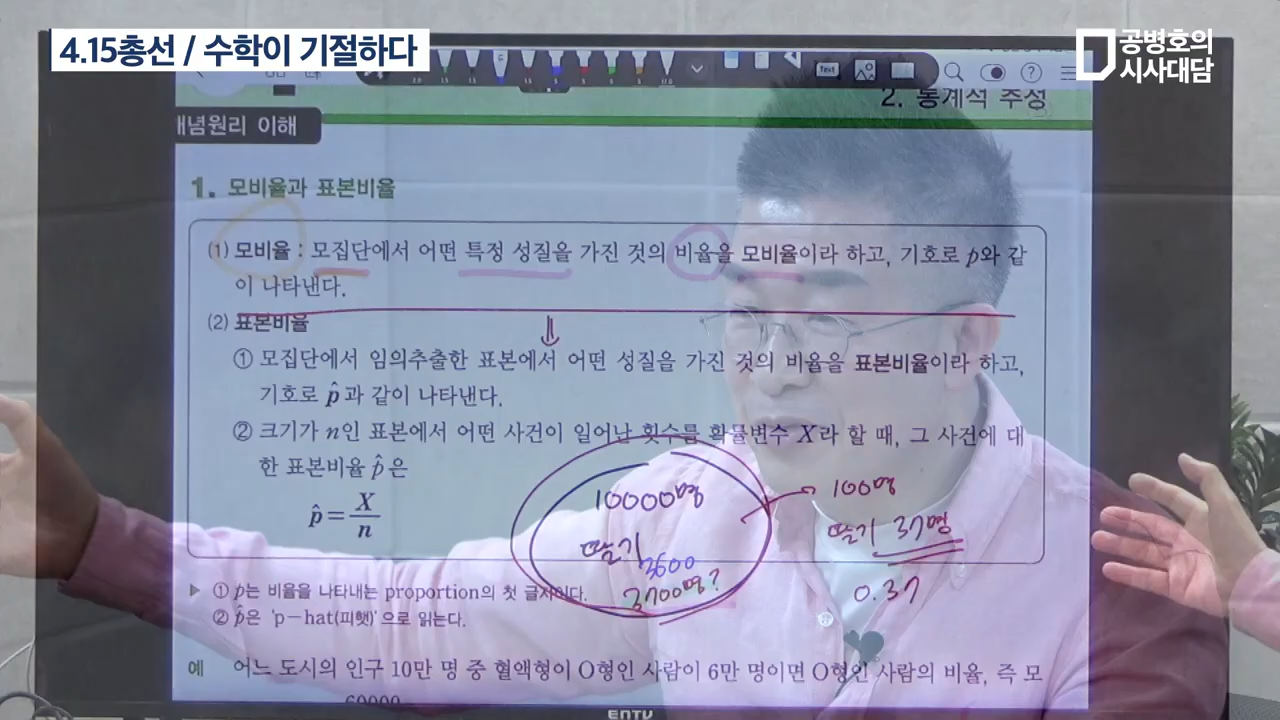 4.15총선 / 수학이 기절하다
공병호의
시사대담
Text
2. 통계적 추정
개념원리 이해
1. 모비율과 표본비율
(1) 모비율 : 모집단에서 어떤 특정 성질을 가진 것의 비율을 모비율이라 하고, 기호로 p와 같
이 나타낸다.
(2) 표본비율
① 모집단에서 임의추출한 표본에서 어떤 성질을 가진 것의 비율을 표본비율이라 하고,
기호로 p̂과 같이 나타낸다.
② 크기가 n인 표본에서 어떤 사건이 일어난 횟수를 확률변수 X라 할 때, 그 사건에 대
한 표본비율 p̂은
p̂ = X/n
10000명
딸기
3600
3700명?
100명
딸기 37명
0.37
▶ ① p는 비율을 나타내는 proportion의 첫 글자이다.
② p̂은 'p-hat(피햇)'으로 읽는다.
예 어느 도시의 인구 10만 명 중 혈액형이 O형인 사람이 6만 명이면 O형인 사람의 비율, 즉 모
60000